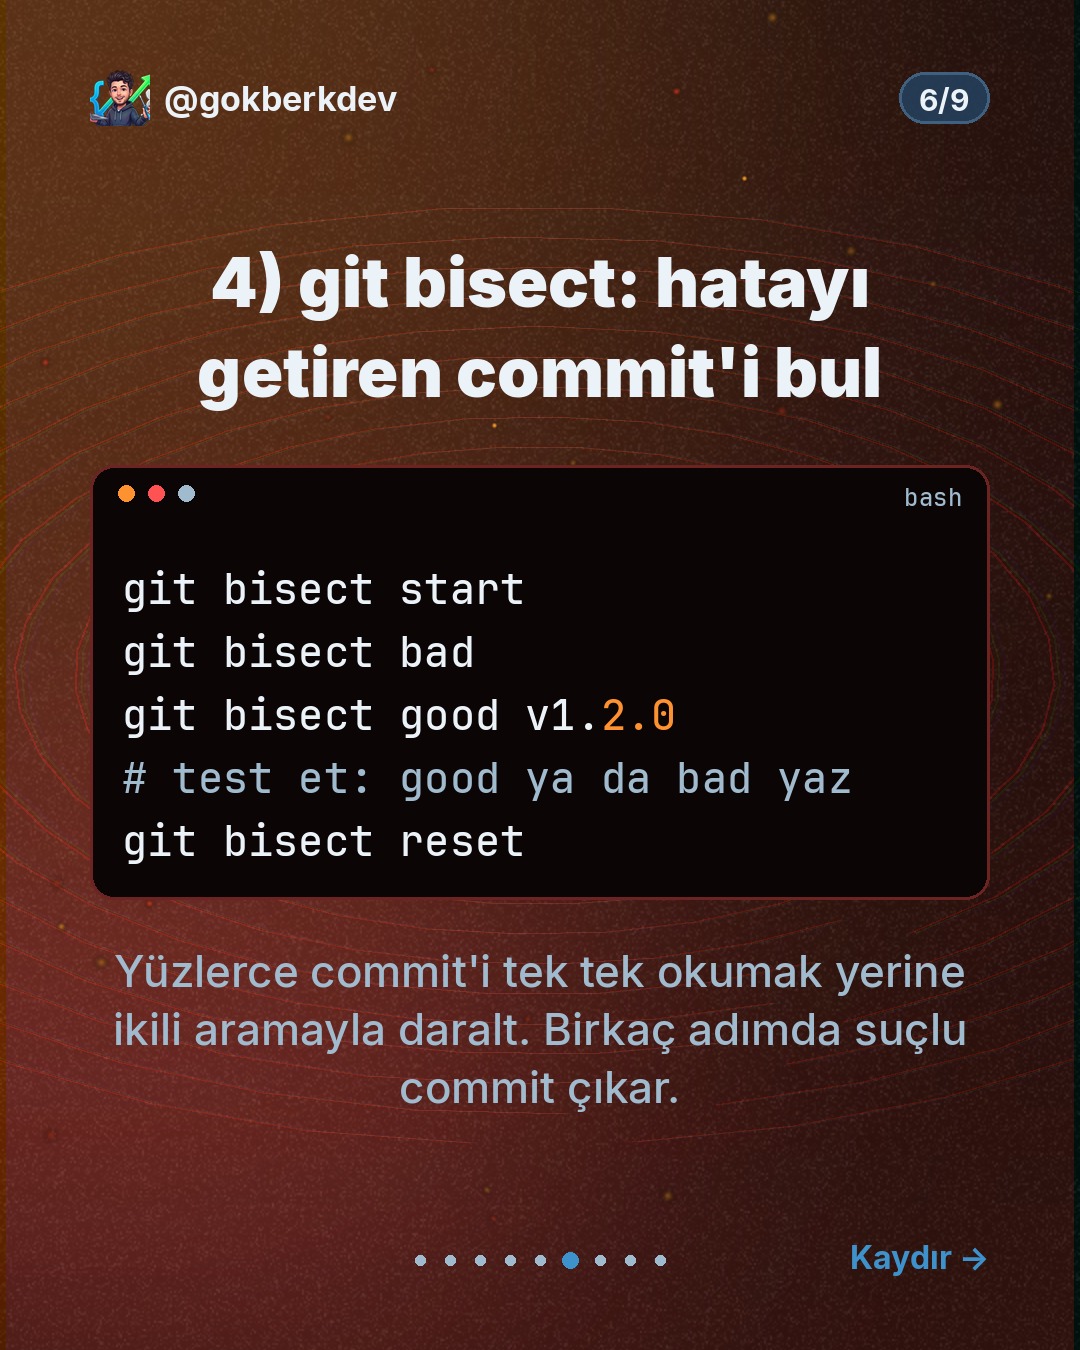 @gokberkdev
6/9
4) git bisect: hatayı
getiren commit'i bul
bash
git bisect start
git bisect bad
git bisect good v1.2.0
# test et: good ya da bad yaz
git bisect reset
Yüzlerce commit'i tek tek okumak yerine
ikili aramayla daralt. Birkaç adımda suçlu
commit çıkar.
Kaydır →